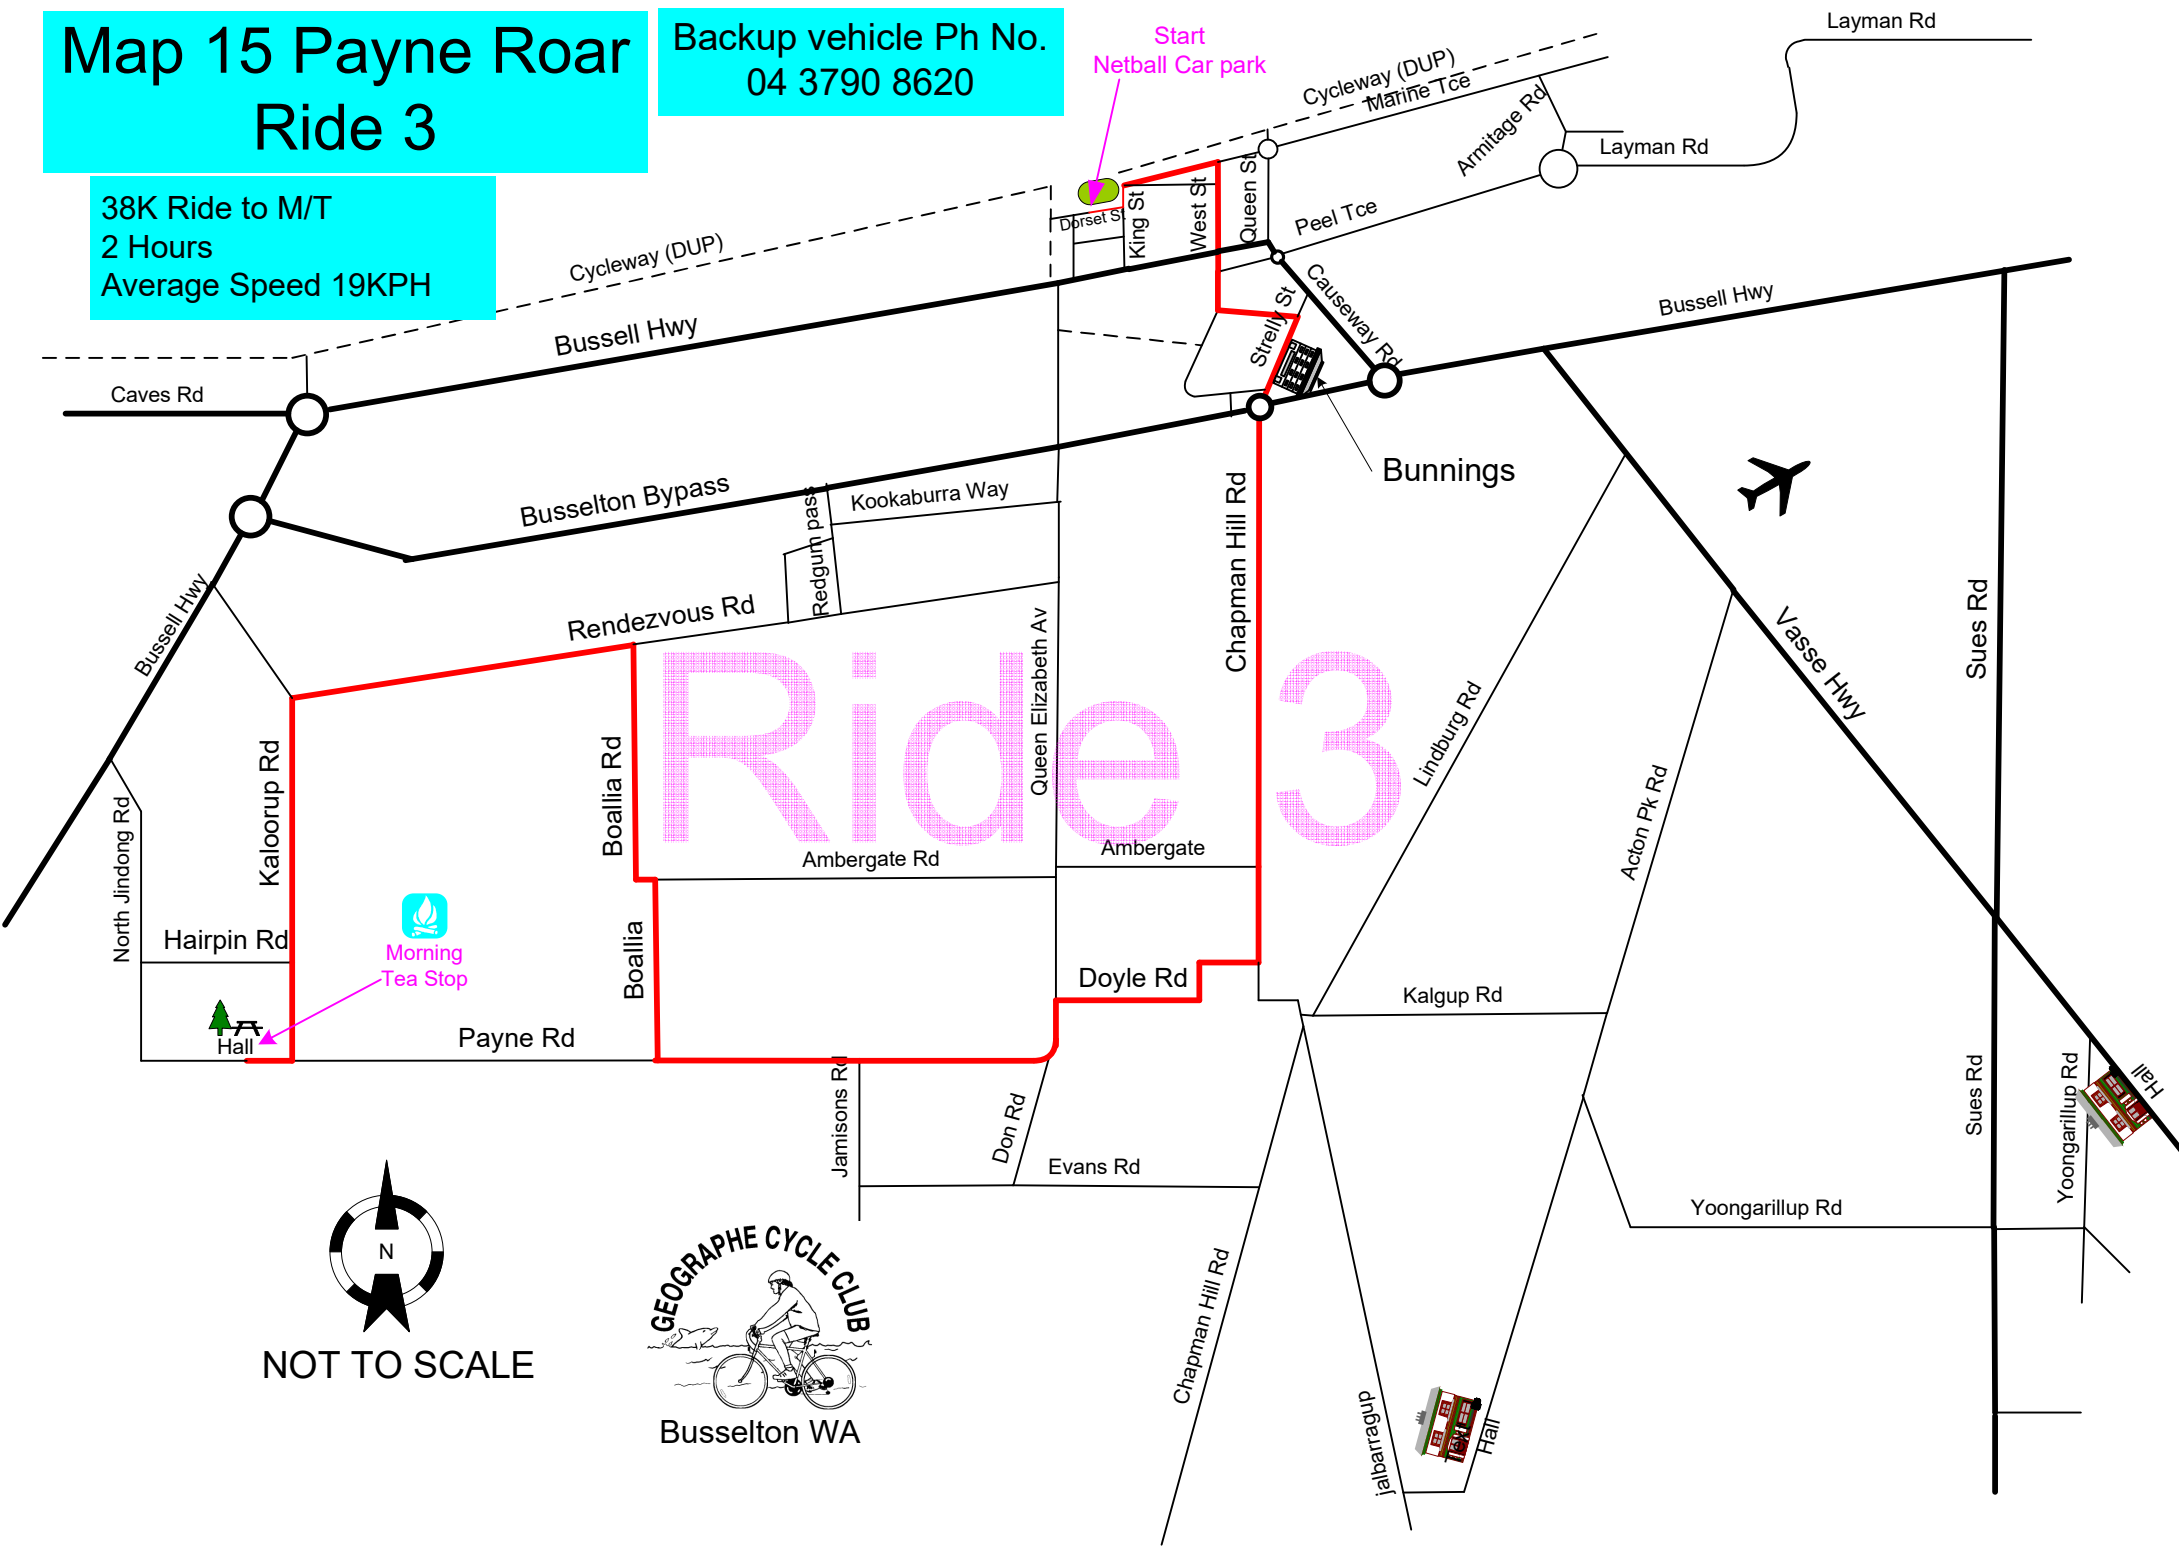 Map 15 Payne Roar
Ride 3
Backup vehicle Ph No.
04 3790 8620
38K Ride to M/T
2 Hours
Average Speed 19KPH
Start
Netball Car park
Layman Rd
Cycleway (DUP)
Marine Tce
Armitage Rd
Layman Rd
Dorset St
King St
West St
Queen St
Peel Tce
Cycleway (DUP)
Bussell Hwy
Causeway Rd
Strelly St
Bussell Hwy
Caves Rd
Bunnings
Busselton Bypass
Redgum pass
Kookaburra Way
Chapman Hill Rd
Bussell Hwy
Rendezvous Rd
Queen Elizabeth Av
Sues Rd
Vasse Hwy
Ride 3
Lindburg Rd
Kaloorup Rd
Boallia Rd
North Jindong Rd
Ambergate Rd
Ambergate
Acton Pk Rd
Hairpin Rd
Morning
Tea Stop
Boallia
Doyle Rd
Kalgup Rd
Hall
Payne Rd
Jamisons Rd
Don Rd
Evans Rd
Sues Rd
Yoongarillup Rd
Hall
Yoongarillup Rd
N
NOT TO SCALE
GEOGRAPHE CYCLE CLUB
Busselton WA
Chapman Hill Rd
jalbarragup
Text
Hall